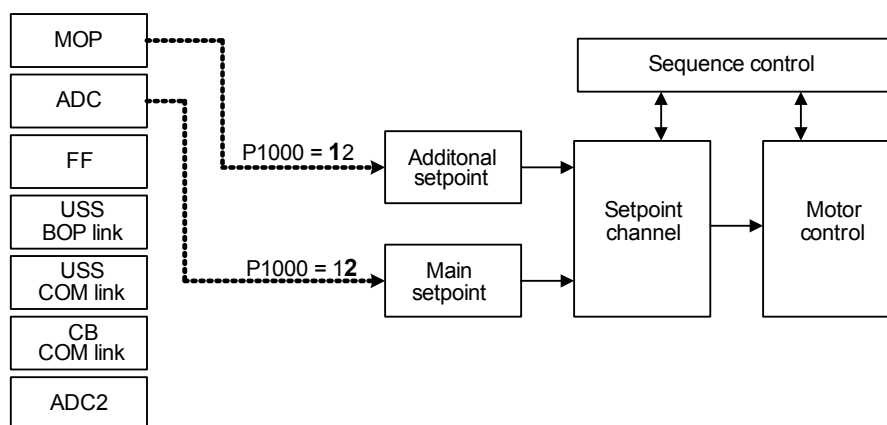 MOP
ADC
FF
USS
BOP link
USS
COM link
CB
COM link
ADC2
P1000 = 12
P1000 = 12
Additonal
setpoint
Main
setpoint
Sequence control
Setpoint
channel
Motor
control